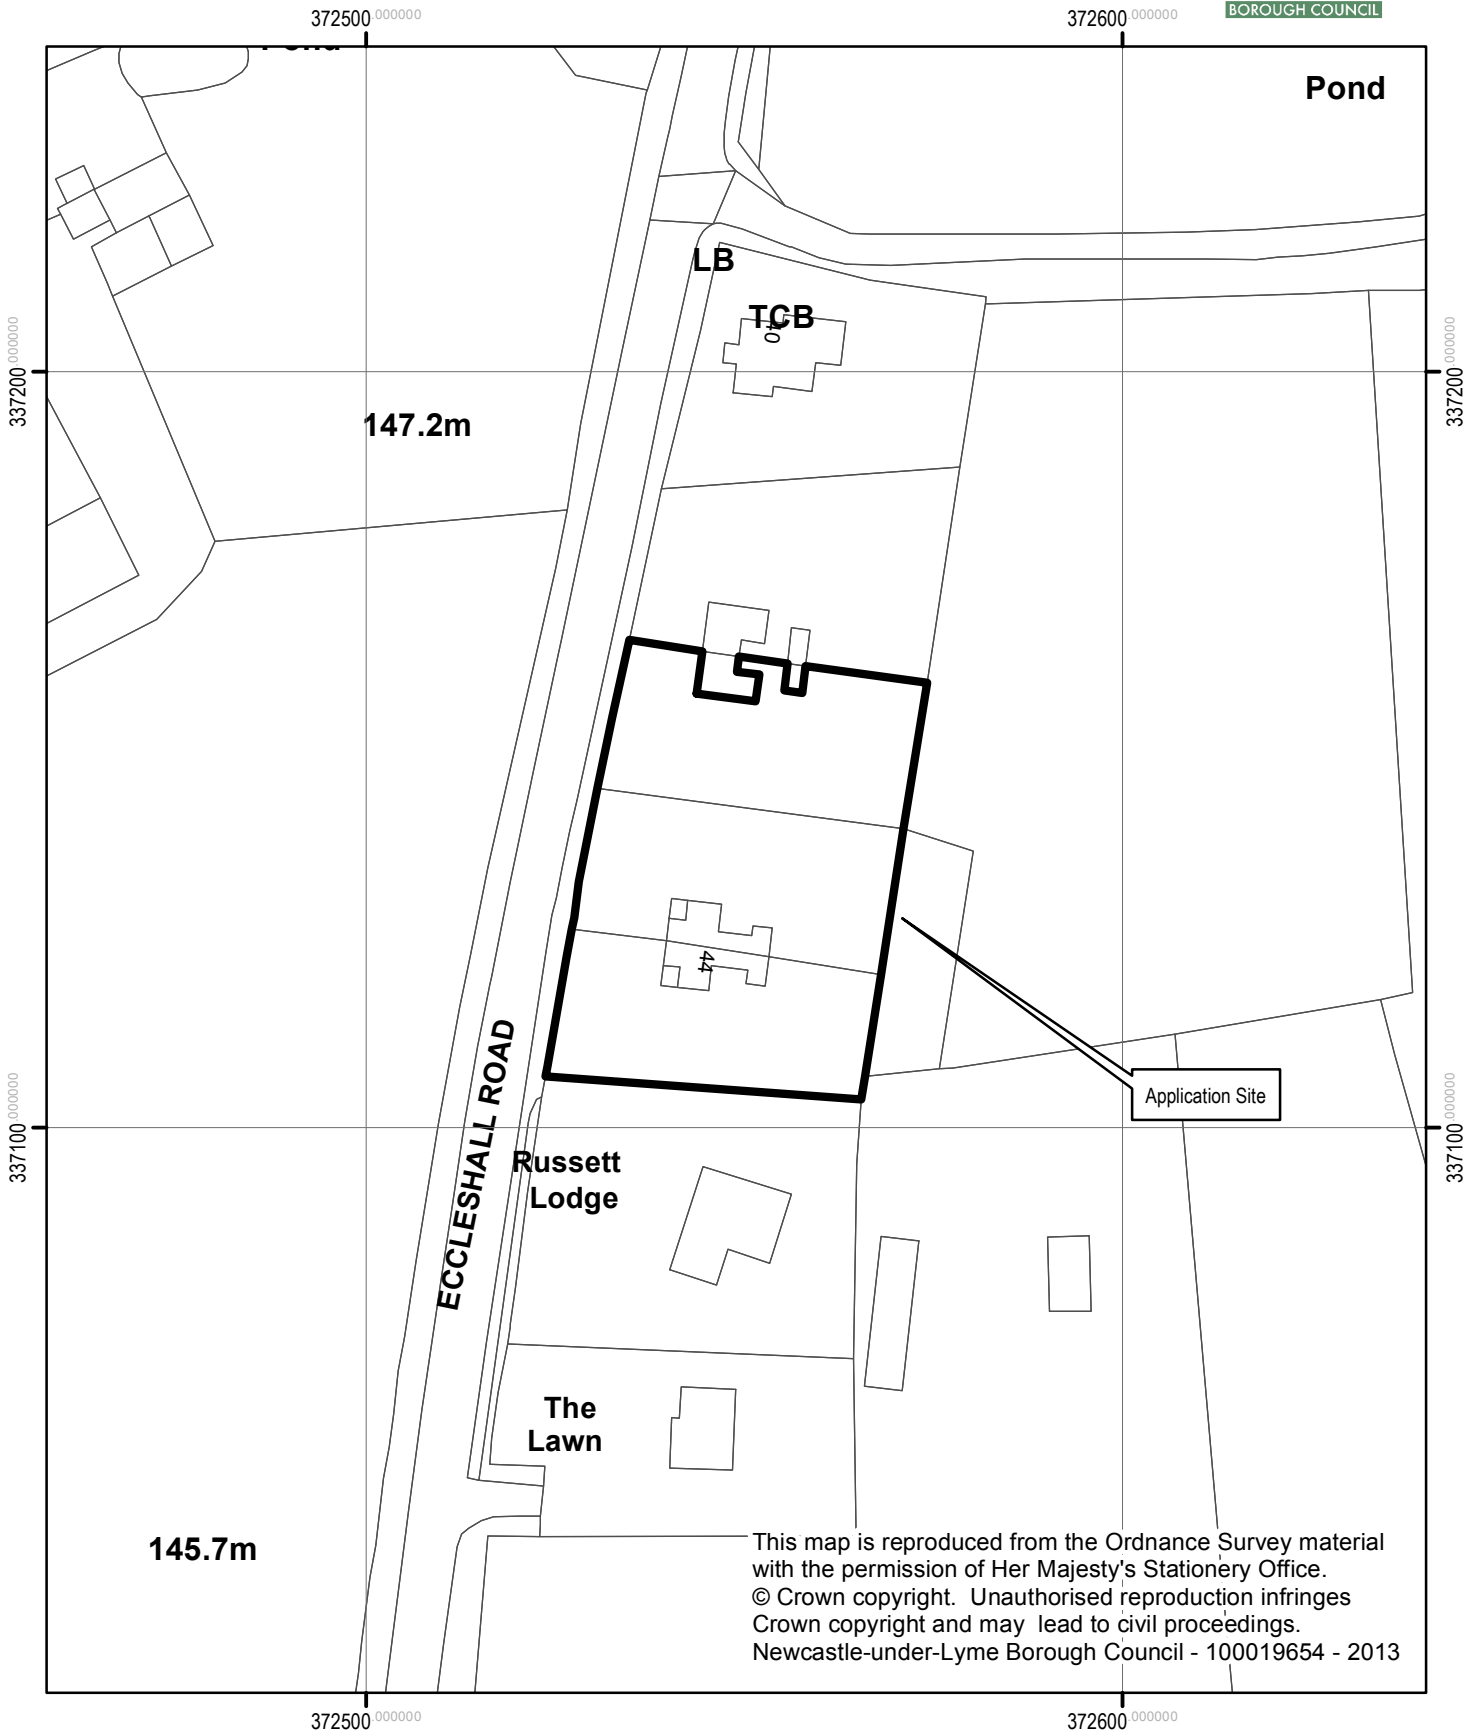 BOROUGH COUNCIL
372500.000000
372600.000000
Pond
Pond
LB
TCB
40
337200.000000
337200.000000
147.2m
44
ECCLESHALL ROAD
Application Site
337100.000000
337100.000000
Russett
Lodge
The
Lawn
145.7m
This map is reproduced from the Ordnance Survey material
with the permission of Her Majesty's Stationery Office.
© Crown copyright. Unauthorised reproduction infringes
Crown copyright and may lead to civil proceedings.
Newcastle-under-Lyme Borough Council - 100019654 - 2013
372500.000000
372600.000000